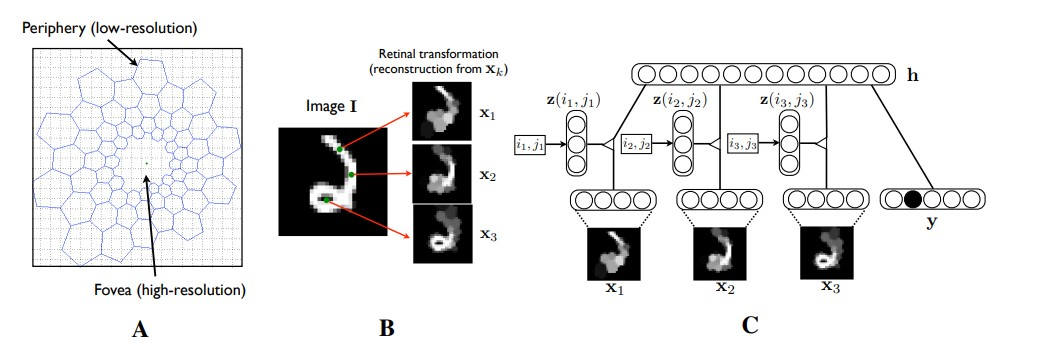 Periphery (low-resolution)
Fovea (high-resolution)
A
Retinal transformation
(reconstruction from x_k)
Image I
x_1
x_2
x_3
B
h
z(i_1, j_1)
z(i_2, j_2)
z(i_3, j_3)
i_1, j_1
i_2, j_2
i_3, j_3
y
x_1
x_2
x_3
C